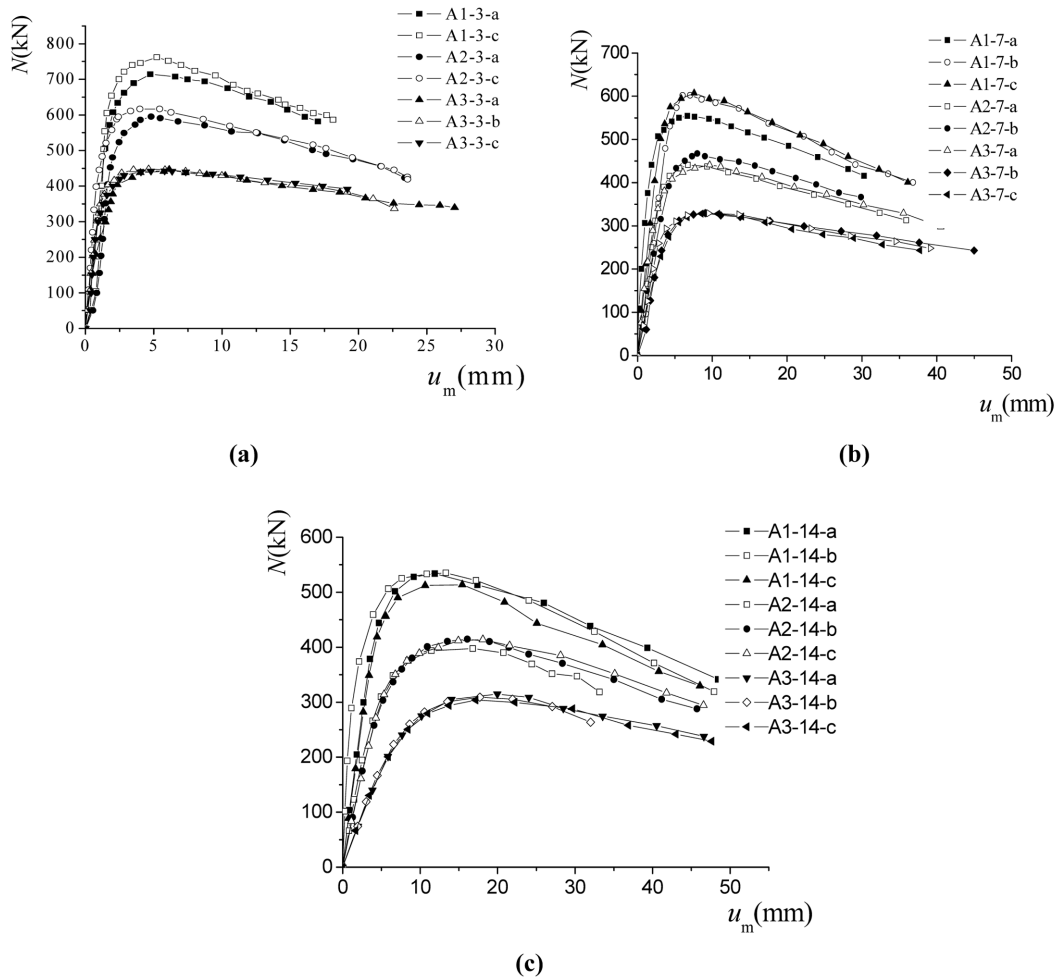 N(kN)
800
700
600
500
400
300
200
100
0
0 5 10 15 20 25 30
u_m(mm)
A1-3-a
A1-3-c
A2-3-a
A2-3-c
A3-3-a
A3-3-b
A3-3-c
(a)
N(kN)
600
500
400
300
200
100
0
0 10 20 30 40 50
u_m(mm)
A1-7-a
A1-7-b
A1-7-c
A2-7-a
A2-7-b
A3-7-a
A3-7-b
A3-7-c
(b)
N(kN)
600
500
400
300
200
100
0
0 10 20 30 40 50
u_m(mm)
A1-14-a
A1-14-b
A1-14-c
A2-14-a
A2-14-b
A2-14-c
A3-14-a
A3-14-b
A3-14-c
(c)